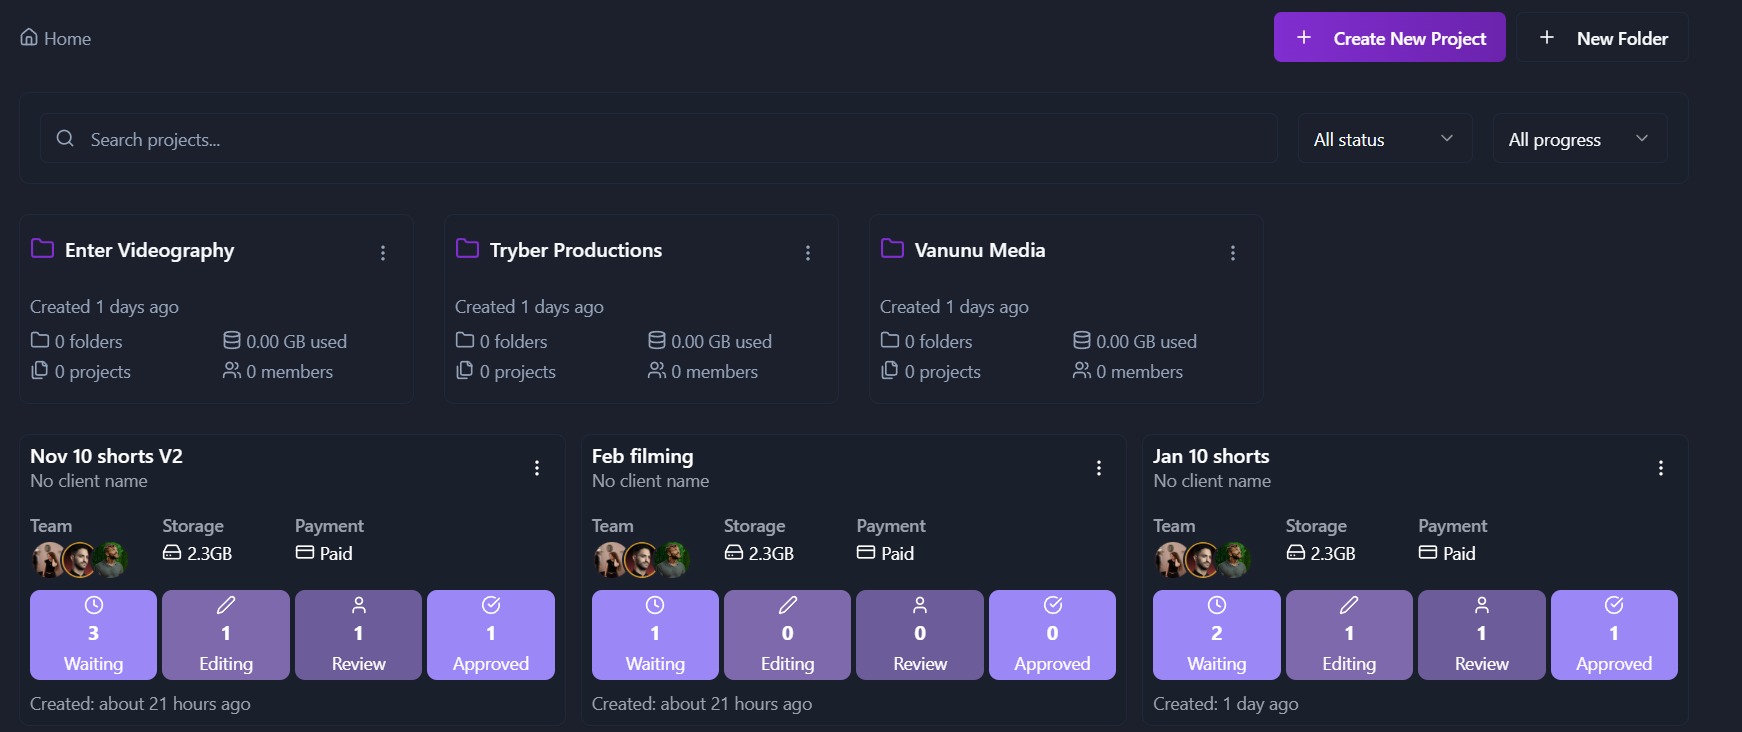 Home
Create New Project
New Folder
Search projects...
All status
All progress
Enter Videography
Created 1 days ago
0 folders
0.00 GB used
0 projects
0 members
Tryber Productions
Created 1 days ago
0 folders
0.00 GB used
0 projects
0 members
Vanunu Media
Created 1 days ago
0 folders
0.00 GB used
0 projects
0 members
Nov 10 shorts V2
No client name
Team
Storage
Payment
2.3GB
Paid
3
Waiting
1
Editing
1
Review
1
Approved
Created: about 21 hours ago
Feb filming
No client name
Team
Storage
Payment
2.3GB
Paid
1
Waiting
0
Editing
0
Review
0
Approved
Created: about 21 hours ago
Jan 10 shorts
No client name
Team
Storage
Payment
2.3GB
Paid
2
Waiting
1
Editing
1
Review
1
Approved
Created: 1 day ago